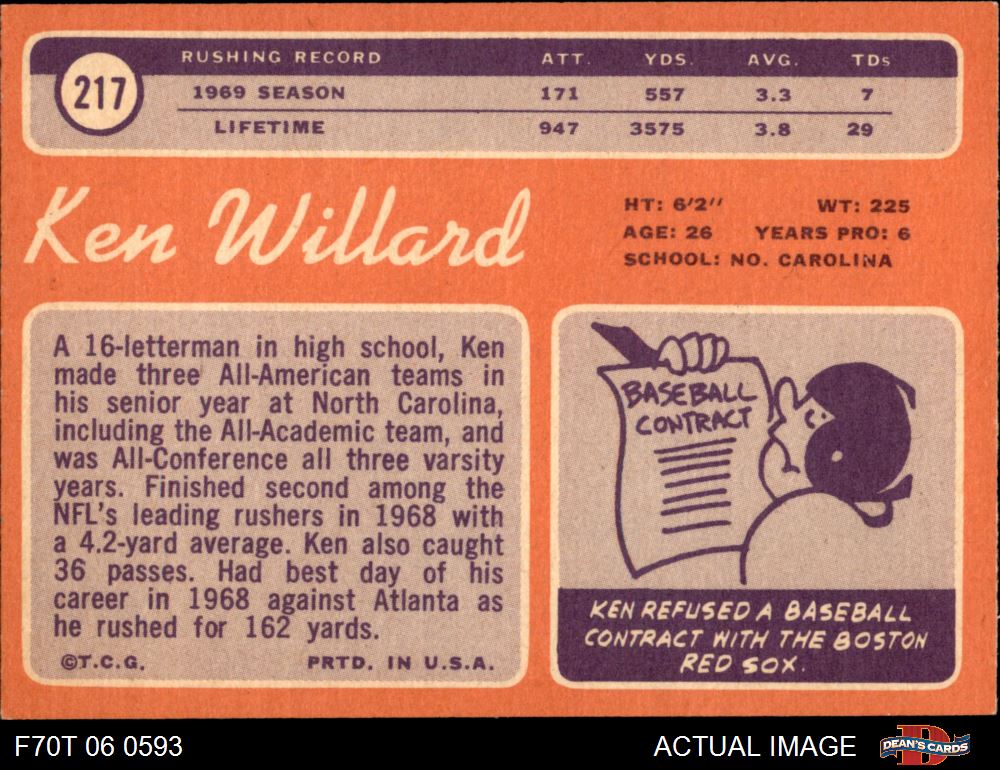 RUSHING RECORD ATT. YDS. AVG. TDs
217
1969 SEASON 171 557 3.3 7
LIFETIME 947 3575 3.8 29
Ken Willard
HT: 6'2" WT: 225
AGE: 26 YEARS PRO: 6
SCHOOL: NO. CAROLINA
A 16-letterman in high school, Ken
made three All-American teams in
his senior year at North Carolina,
including the All-Academic team, and
was All-Conference all three varsity
years. Finished second among the
NFL's leading rushers in 1968 with
a 4.2-yard average. Ken also caught
36 passes. Had best day of his
career in 1968 against Atlanta as
he rushed for 162 yards.
©T.C.G. PRTD. IN U.S.A.
BASEBALL
CONTRACT
KEN REFUSED A BASEBALL
CONTRACT WITH THE BOSTON
RED SOX.
F70T 06 0593 ACTUAL IMAGE DEAN'S CARDS